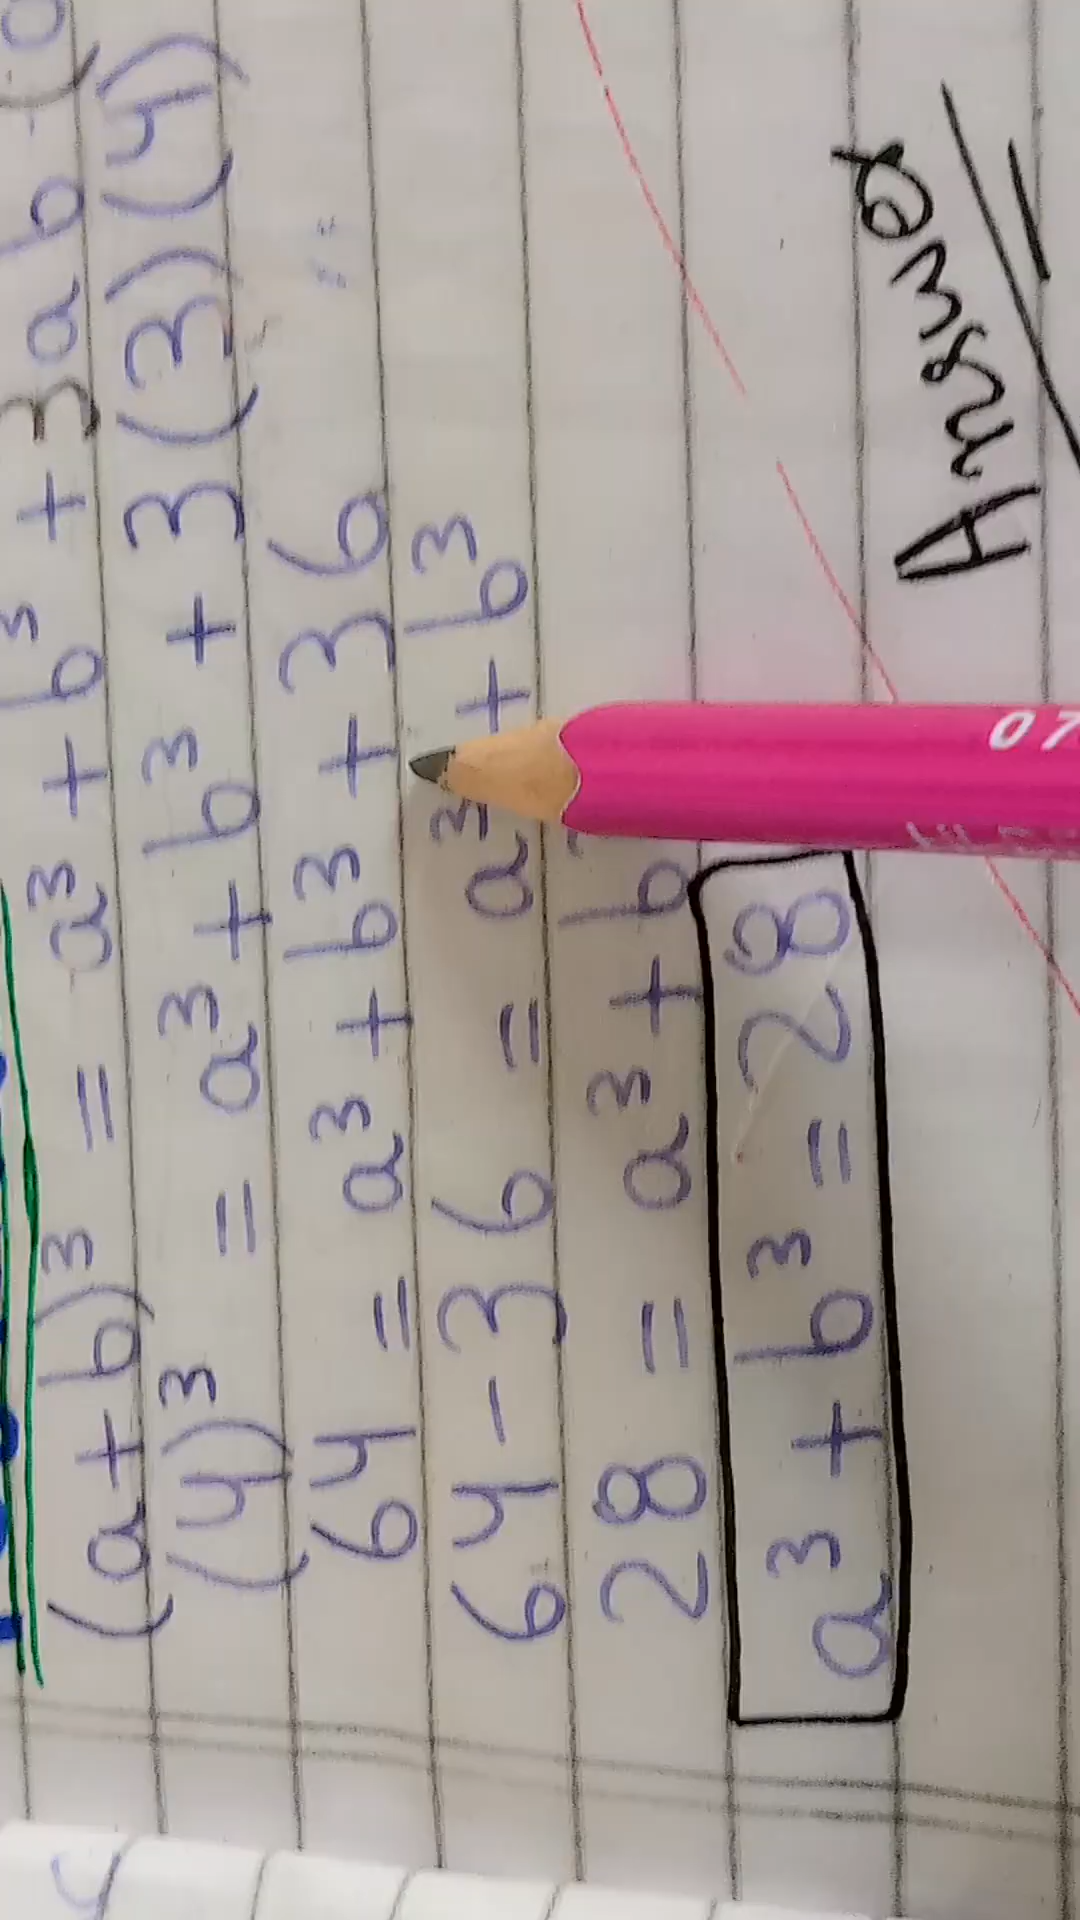 (a+b)³ = a³ + b³ + 3ab(
(4)³ = a³ + b³ + 3(3)(4)
64 = a³ + b³ + 36
64 - 36 = a³ + b³
28 = a³ + b³
a³ + b³ = 28
Answer
07